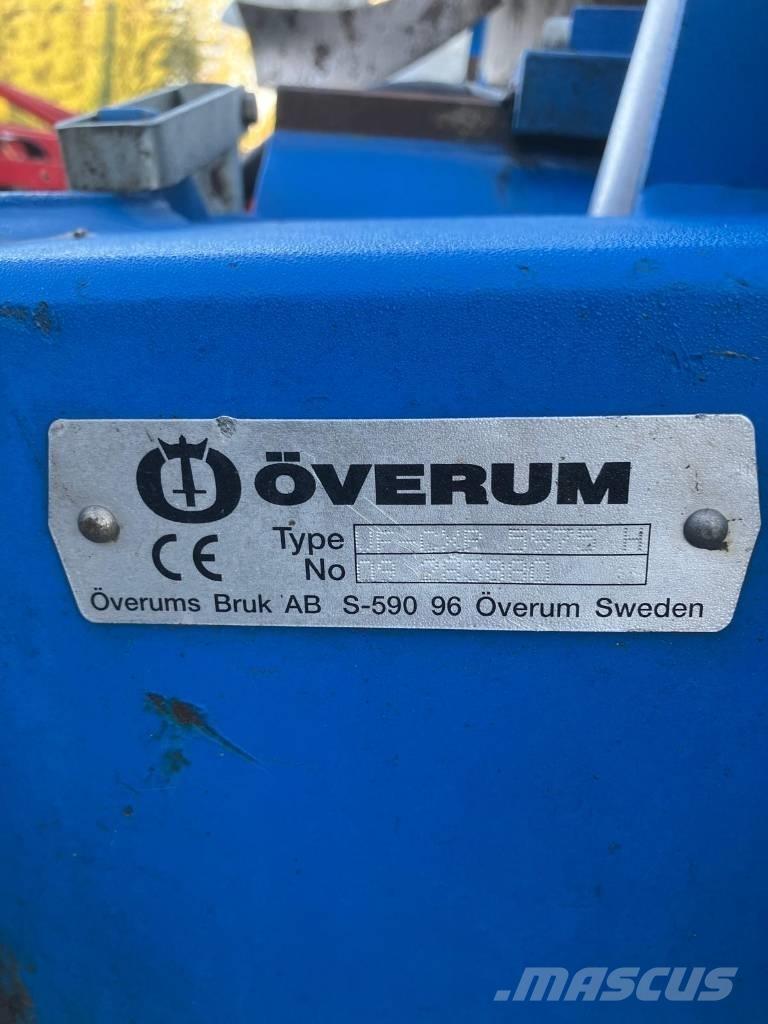 ÖVERUM
CE Type
No
Överums Bruk AB S-590 96 Överum Sweden
MASCUS